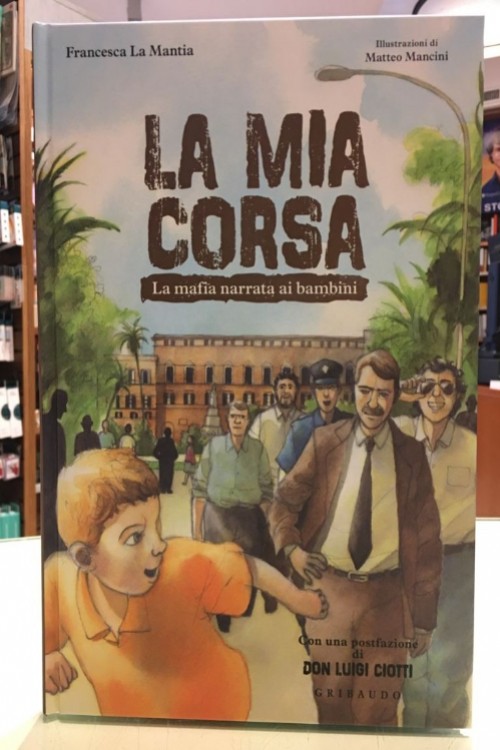 Francesca La Mantia
Illustrazioni di
Matteo Mancini
LA MIA
CORSA
La mafia narrata ai bambini
Con una postfazione
di
DON LUIGI CIOTTI
GRIBAUDO